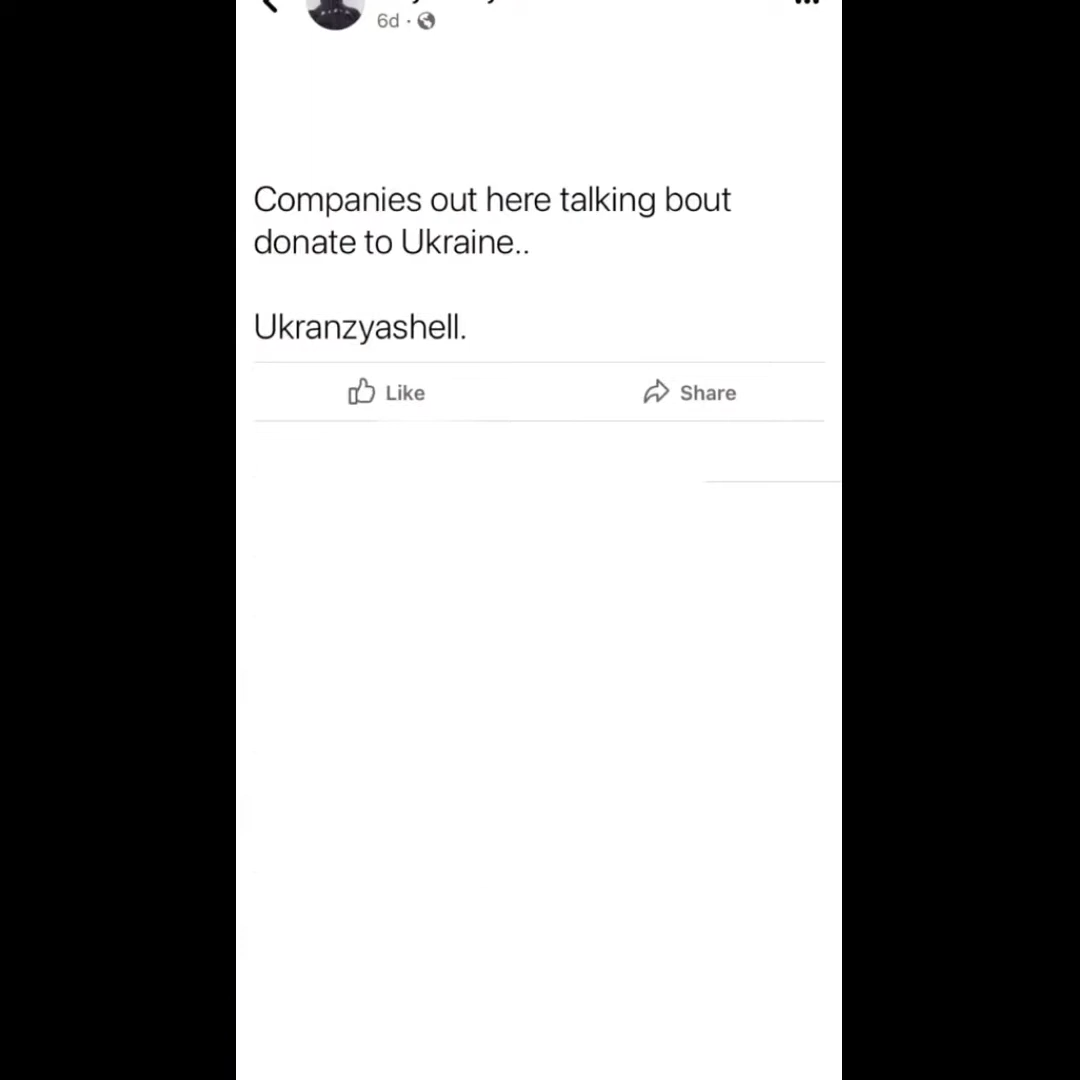 6d ·
Companies out here talking bout
donate to Ukraine..
Ukranzyashell.
Like
Share